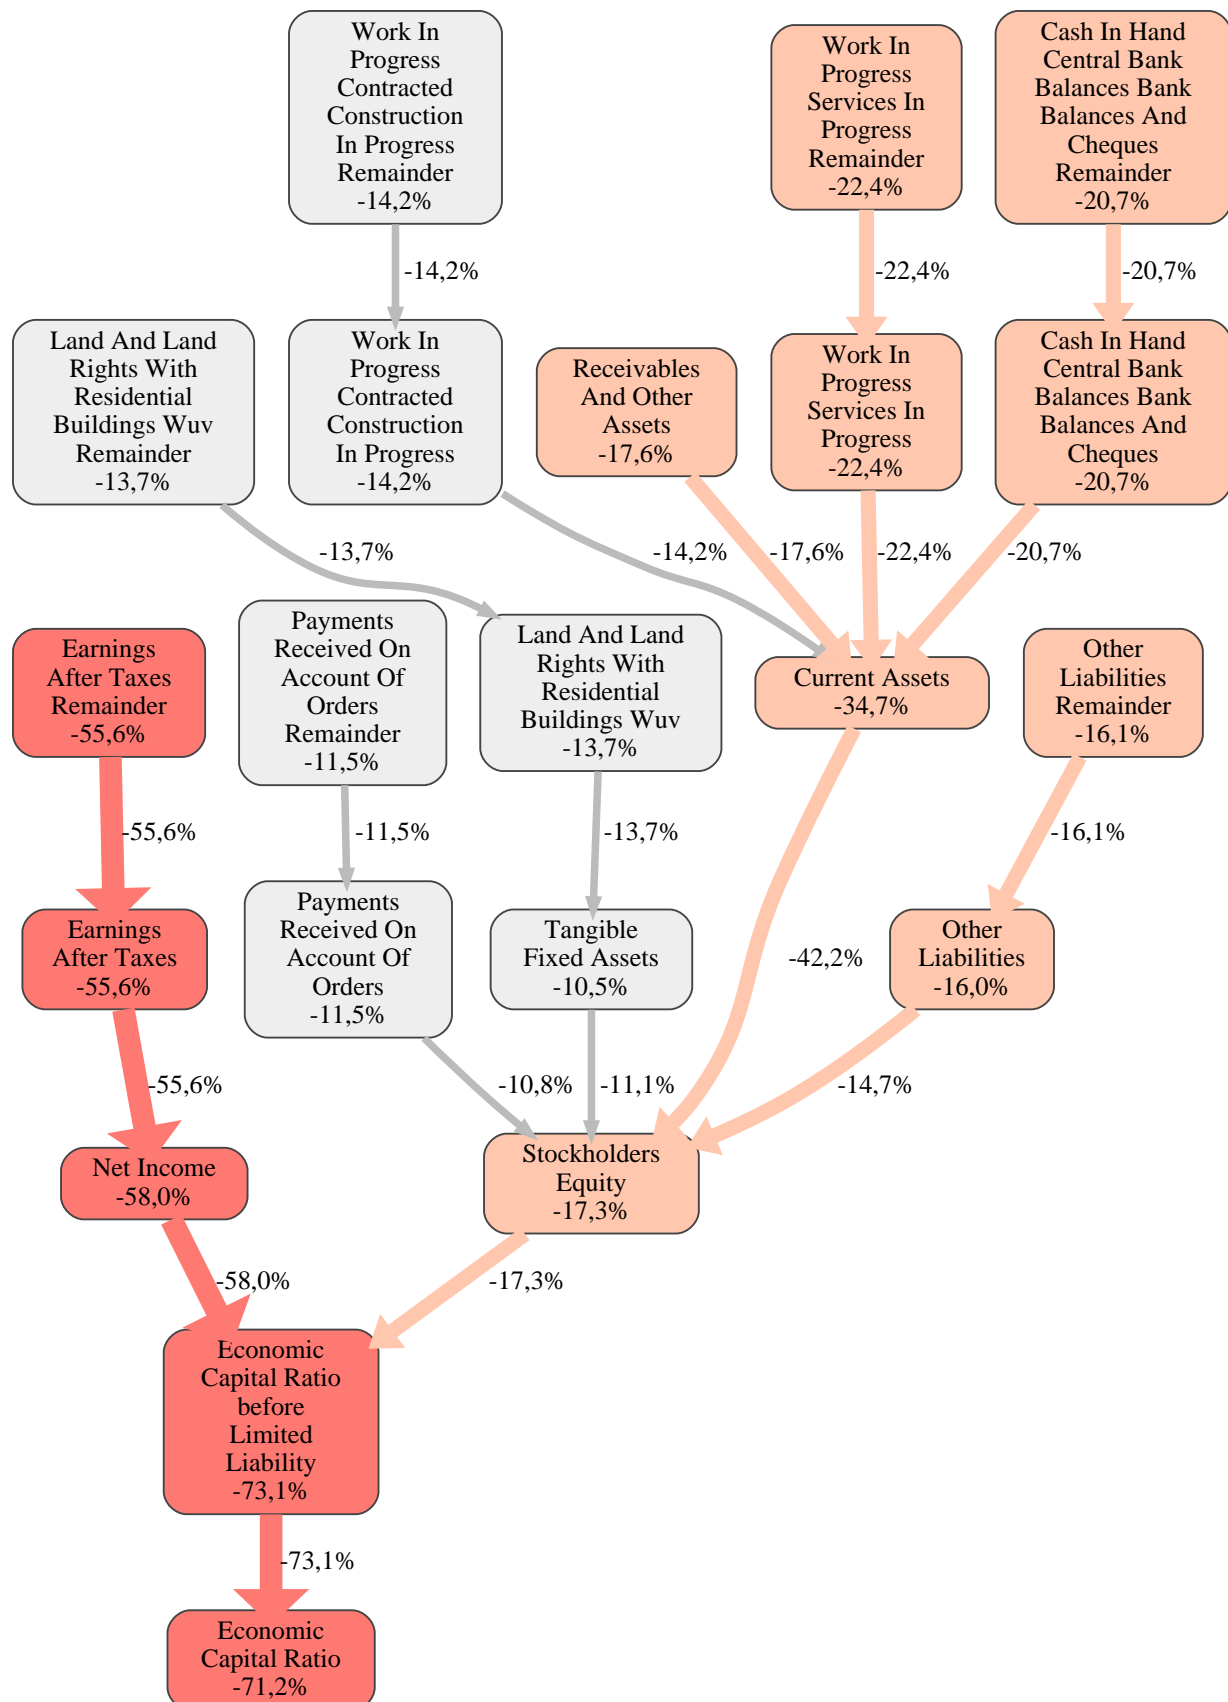 Work In
Progress
Contracted
Construction
In Progress
Remainder
-14,2%
Work In
Progress
Services In
Progress
Remainder
-22,4%
Cash In Hand
Central Bank
Balances Bank
Balances And
Cheques
Remainder
-20,7%
-14,2%
-22,4%
-20,7%
Land And Land
Rights With
Residential
Buildings Wuv
Remainder
-13,7%
Work In
Progress
Contracted
Construction
In Progress
-14,2%
Receivables
And Other
Assets
-17,6%
Work In
Progress
Services In
Progress
-22,4%
Cash In Hand
Central Bank
Balances Bank
Balances And
Cheques
-20,7%
-13,7%
-14,2%
-17,6%
-22,4%
-20,7%
Earnings
After Taxes
Remainder
-55,6%
Payments
Received On
Account Of
Orders
Remainder
-11,5%
Land And Land
Rights With
Residential
Buildings Wuv
-13,7%
Current Assets
-34,7%
Other
Liabilities
Remainder
-16,1%
-55,6%
-11,5%
-13,7%
-16,1%
Earnings
After Taxes
-55,6%
Payments
Received On
Account Of
Orders
-11,5%
Tangible
Fixed Assets
-10,5%
-42,2%
Other
Liabilities
-16,0%
-55,6%
-10,8%
-11,1%
-14,7%
Net Income
-58,0%
Stockholders
Equity
-17,3%
-58,0%
-17,3%
Economic
Capital Ratio
before
Limited
Liability
-73,1%
-73,1%
Economic
Capital Ratio
-71,2%